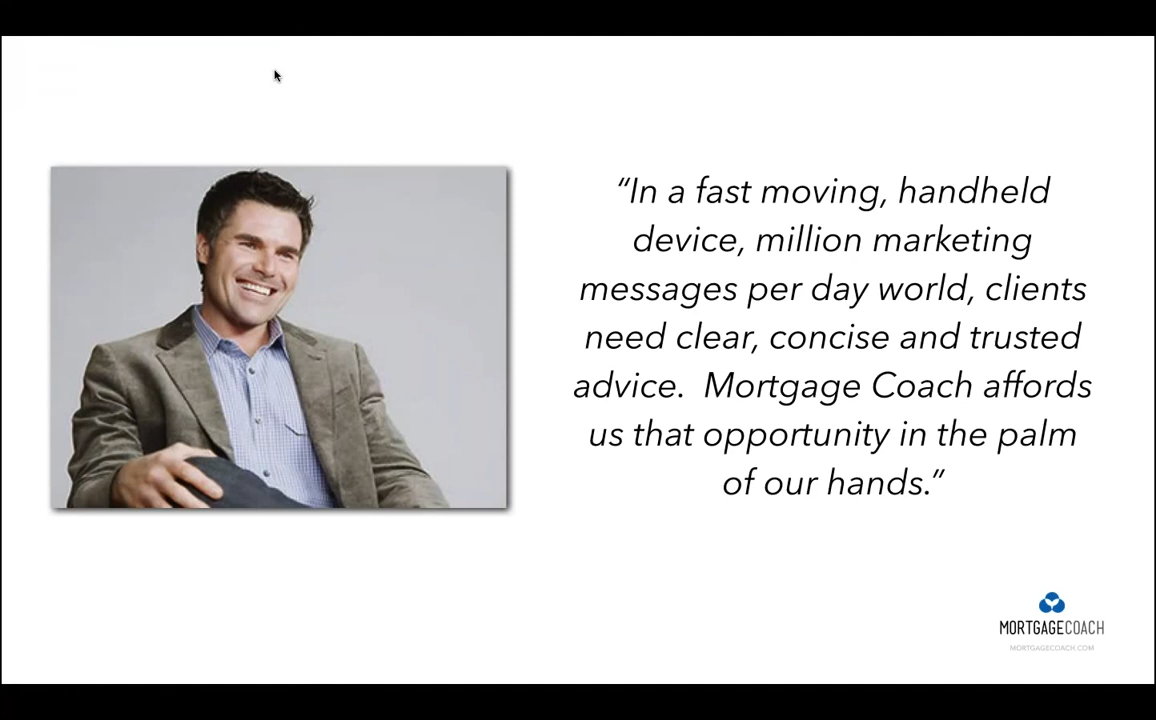 “In a fast moving, handheld
device, million marketing
messages per day world, clients
need clear, concise and trusted
advice.  Mortgage Coach affords
us that opportunity in the palm
of our hands.”
MORTGAGECOACH
MORTGAGECOACH.COM